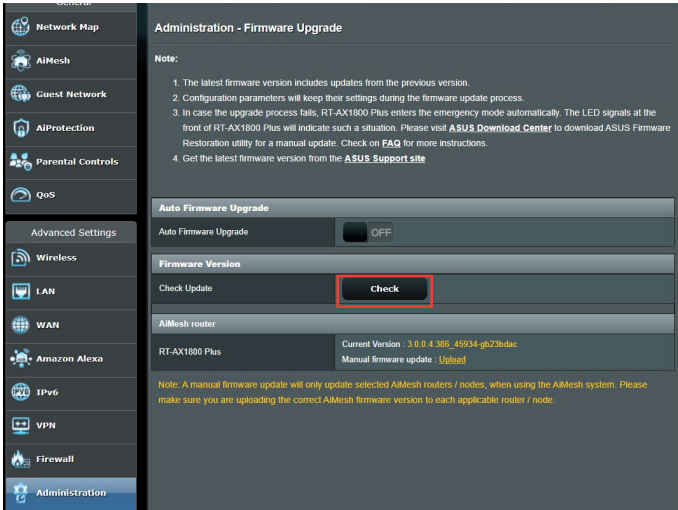 General
Network Map
AiMesh
Guest Network
AiProtection
Parental Controls
QoS
Advanced Settings
Wireless
LAN
WAN
Amazon Alexa
IPv6
VPN
Firewall
Administration
Administration - Firmware Upgrade
Note:
1. The latest firmware version includes updates from the previous version.
2. Configuration parameters will keep their settings during the firmware update process.
3. In case the upgrade process fails, RT-AX1800 Plus enters the emergency mode automatically. The LED signals at the
front of RT-AX1800 Plus will indicate such a situation. Please visit ASUS Download Center to download ASUS Firmware
Restoration utility for a manual update. Check on FAQ for more instructions.
4. Get the latest firmware version from the ASUS Support site
Auto Firmware Upgrade
Auto Firmware Upgrade OFF
Firmware Version
Check Update Check
AiMesh router
RT-AX1800 Plus
Current Version : 3.0.0.4.386_45934-gb23bdac
Manual firmware update : Upload
Note: A manual firmware update will only update selected AiMesh routers / nodes, when using the AiMesh system. Please
make sure you are uploading the correct AiMesh firmware version to each applicable router / node.